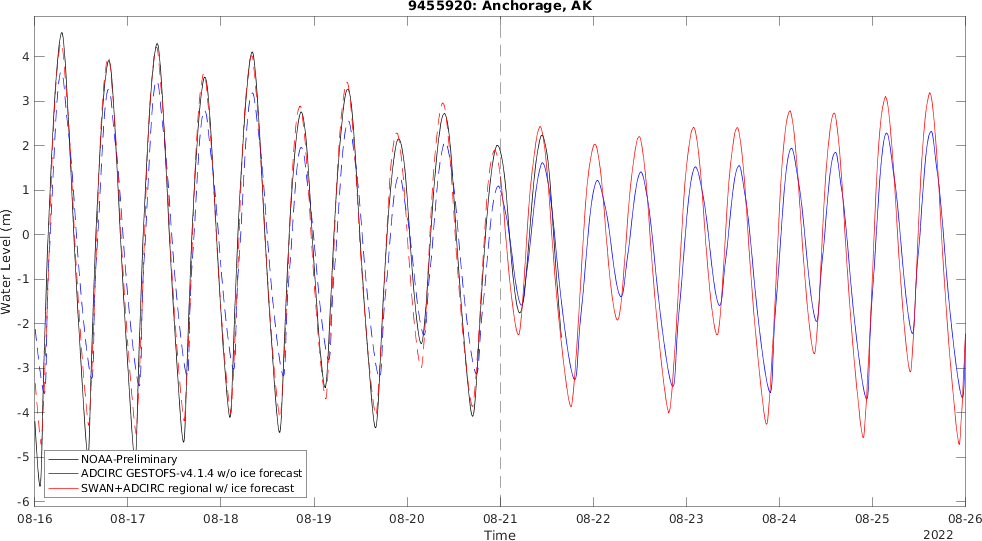 9455920: Anchorage, AK
Water Level (m)
4
3
2
1
0
-1
-2
-3
-4
-5
-6
NOAA-Preliminary
ADCIRC GESTOFS-v4.1.4 w/o ice forecast
SWAN+ADCIRC regional w/ ice forecast
08-16 08-17 08-18 08-19 08-20 08-21 08-22 08-23 08-24 08-25 08-26
Time
2022